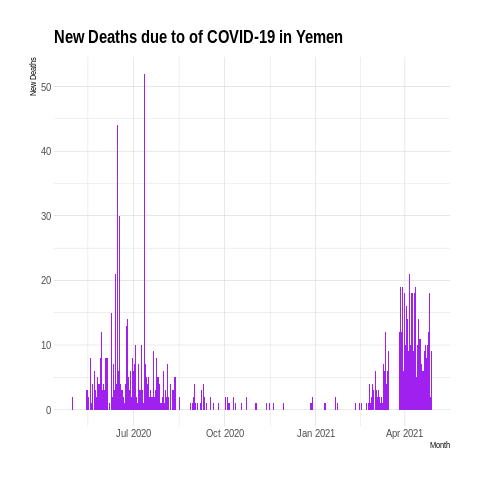 New Deaths due to of COVID-19 in Yemen
New Deaths
50
40
30
20
10
0
Jul 2020 Oct 2020 Jan 2021 Apr 2021
Month